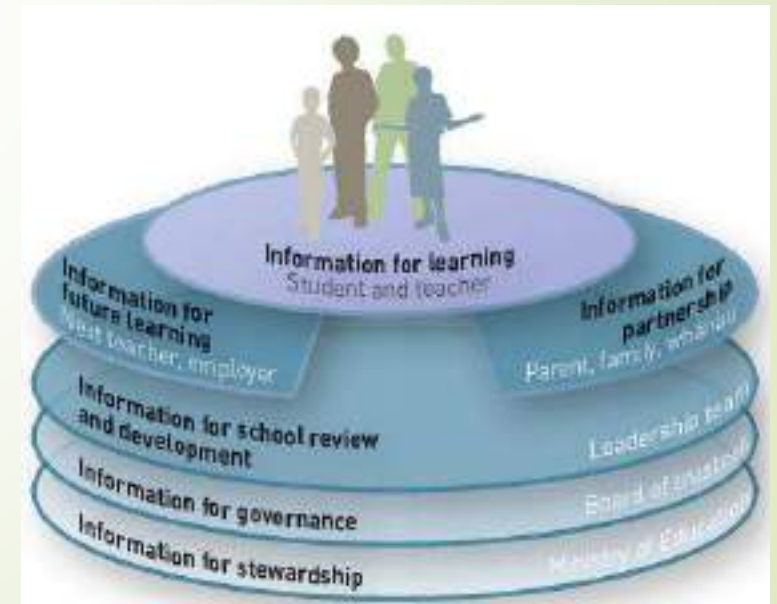 Information for learning
Student and teacher
Information for
future learning
Next teacher, employer
Information for
partnership
Parent, family, whānau
Information for school review
and development
Leadership team
Information for governance
Board of trustees
Information for stewardship
Ministry of Education